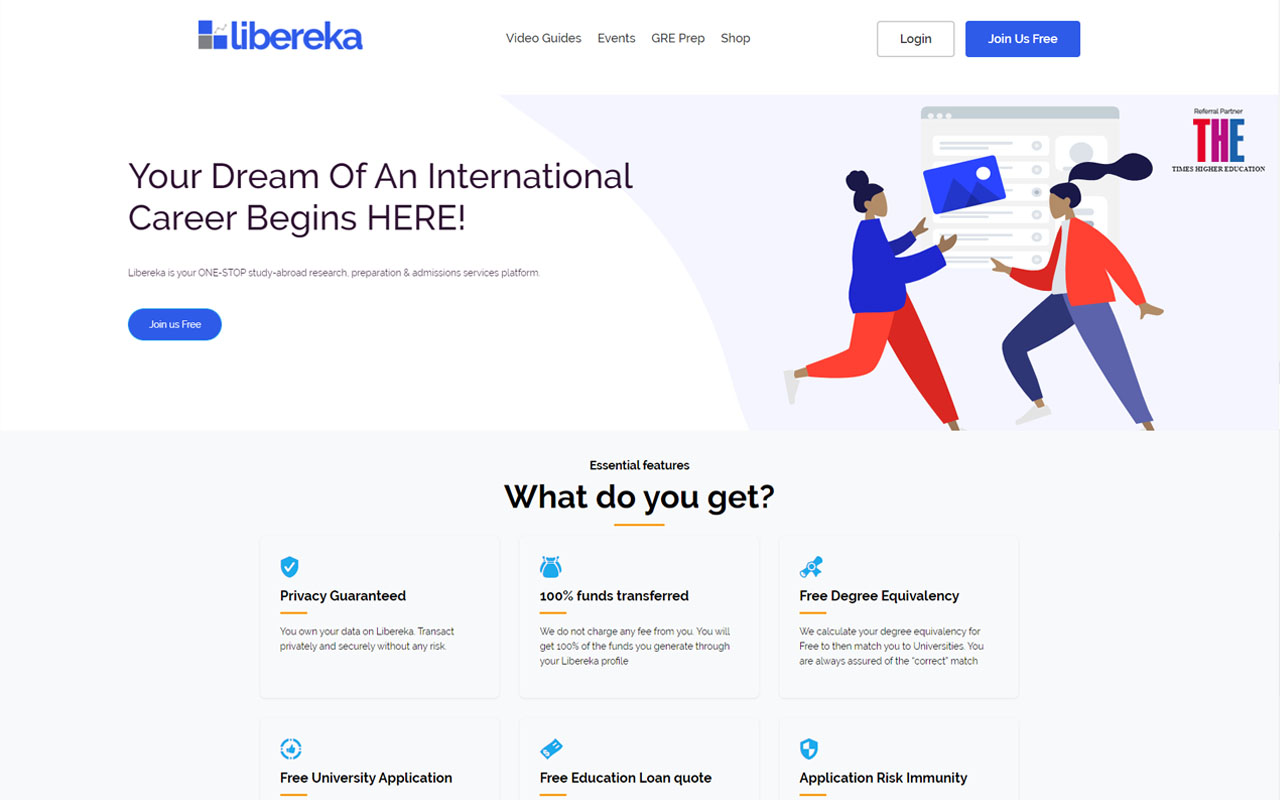 libereka
Video Guides
Events
GRE Prep
Shop
Login
Join Us Free
Referral Partner
THE
TIMES HIGHER EDUCATION
Your Dream Of An International
Career Begins HERE!
Libereka is your ONE-STOP study-abroad research, preparation & admissions services platform.
Join us Free
Essential features
What do you get?
Privacy Guaranteed
You own your data on Libereka. Transact
privately and securely without any risk.
100% funds transferred
We do not charge any fee from you. You will
get 100% of the funds you generate through
your Libereka profile
Free Degree Equivalency
We calculate your degree equivalency for
Free to then match you to Universities. You
are always assured of the “correct” match
Free University Application
Free Education Loan quote
Application Risk Immunity